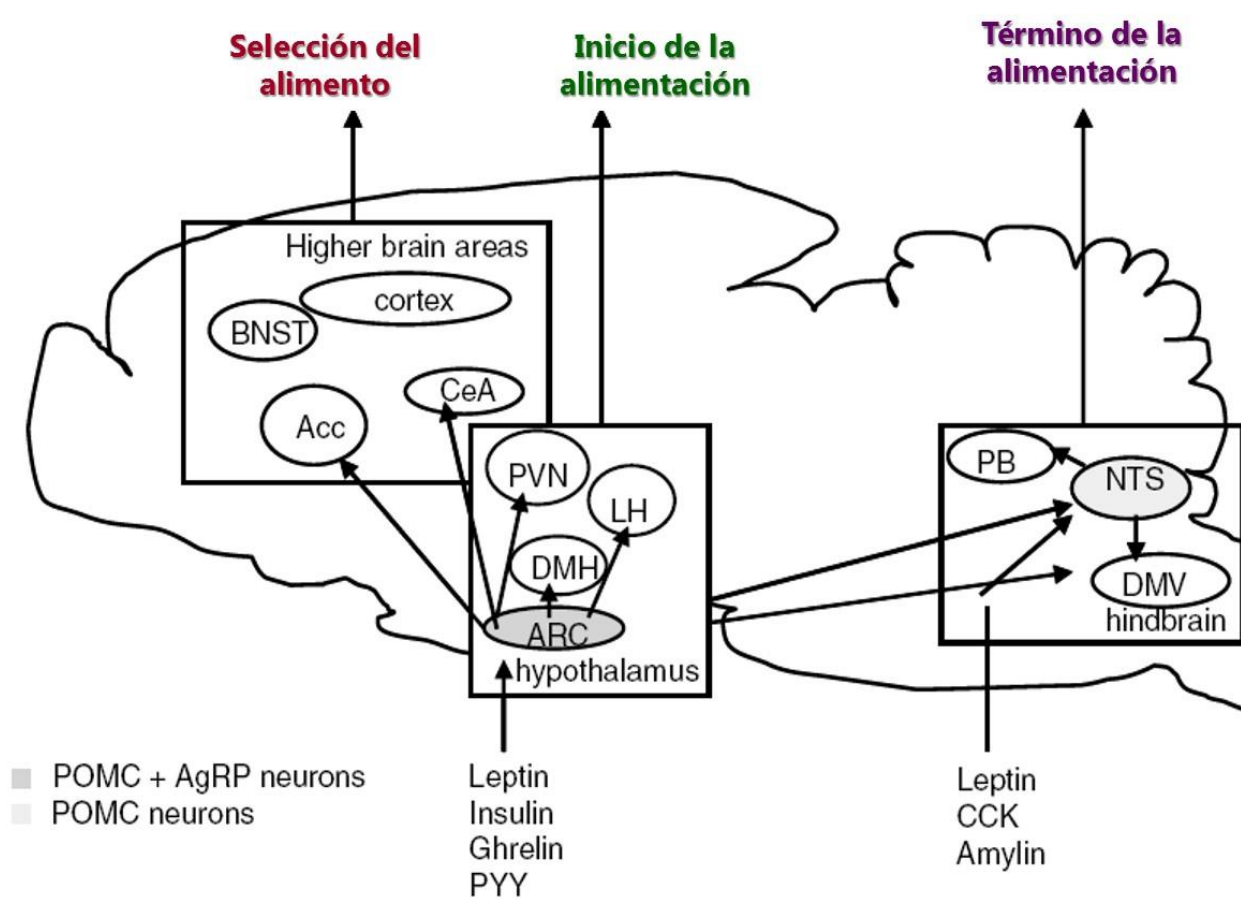 Selección del
alimento
Inicio de la
alimentación
Término de la
alimentación
Higher brain areas
cortex
BNST
CeA
Acc
PVN
LH
DMH
ARC
hypothalamus
PB
NTS
DMV
hindbrain
POMC + AgRP neurons
POMC neurons
Leptin
Insulin
Ghrelin
PYY
Leptin
CCK
Amylin